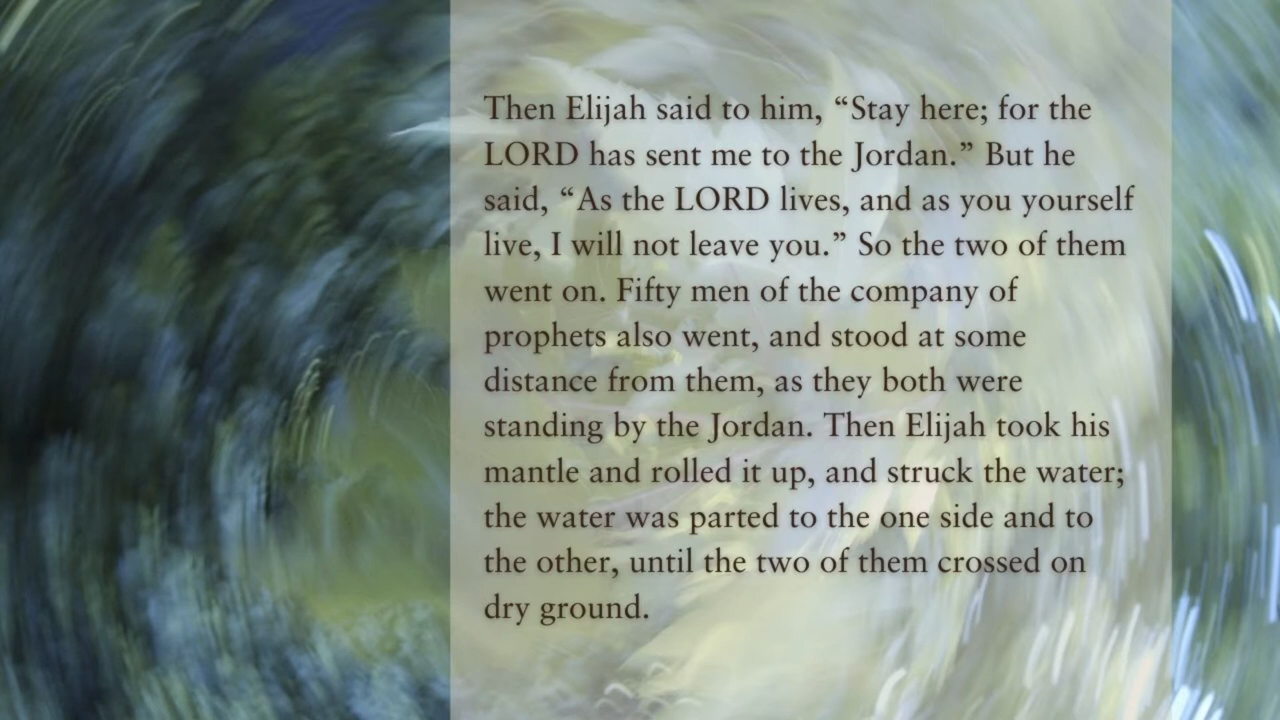 Then Elijah said to him, “Stay here; for the
LORD has sent me to the Jordan.” But he
said, “As the LORD lives, and as you yourself
live, I will not leave you.” So the two of them
went on. Fifty men of the company of
prophets also went, and stood at some
distance from them, as they both were
standing by the Jordan. Then Elijah took his
mantle and rolled it up, and struck the water;
the water was parted to the one side and to
the other, until the two of them crossed on
dry ground.